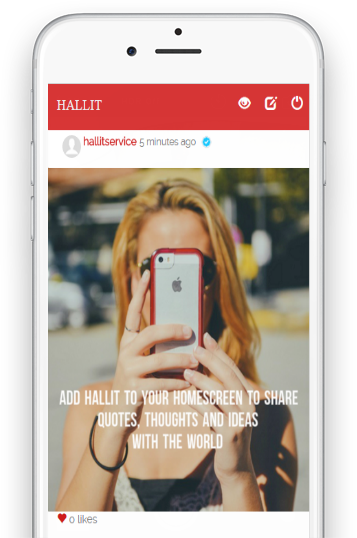 HALLIT
hallitservice 5 minutes ago
ADD HALLIT TO YOUR HOMESCREEN TO SHARE
QUOTES, THOUGHTS AND IDEAS
WITH THE WORLD
0 likes